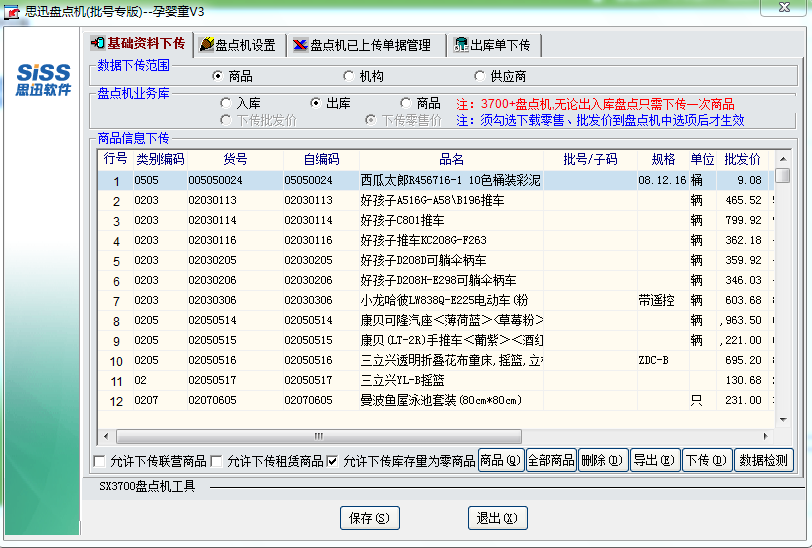 思迅盘点机(批号专版)--孕婴童V3
SiSS
思迅软件
基础资料下传 盘点机设置 盘点机已上传单据管理 出库单下传
数据下传范围
商品 机构 供应商
盘点机业务库
入库 出库 商品 注：3700+盘点机,无论出入库盘点只需下传一次商品
下传批发价 下传零售价 注：须勾选下载零售、批发价到盘点机中选项后才生效
商品信息下传
行号 类别编码 货号 自编码 品名 批号/子码 规格 单位 批发价
1 0505 005050024 05050024 西瓜太郎R456716-1 10色桶装彩泥 08.12.16 桶 9.08
2 0203 02030113 02030113 好孩子A516G-A58\B196推车 辆 465.52
3 0203 02030114 02030114 好孩子C801推车 辆 799.92
4 0203 02030116 02030116 好孩子推车KC208G-F263 辆 362.18
5 0203 02030205 02030205 好孩子D208D可躺伞柄车 辆 359.92
6 0203 02030206 02030206 好孩子D208H-E298可躺伞柄车 辆 346.03
7 0203 02030306 02030306 小龙哈彼LW838Q-E225电动车(粉 带遥控 辆 603.68
8 0205 02050514 02050514 康贝可隆汽座＜薄荷蓝＞＜草莓粉＞ 辆 ,963.50
9 0205 02050515 02050515 康贝(LT-2R)手推车＜葡紫＞＜酒红 辆 ,221.00
10 0205 02050516 02050516 三立兴透明折叠花布童床,摇篮,立 ZDC-B 695.20
11 02 02050517 02050517 三立兴YL-B摇篮 130.68
12 0207 02070605 02070605 曼波鱼屋泳池套装(80cm*80cm) 只 231.00
允许下传联营商品 允许下传租赁商品 允许下传库存量为零商品 商品(Q) 全部商品 删除(D) 导出(E) 下传(D) 数据检测
SX3700盘点机工具
保存(S) 退出(X)